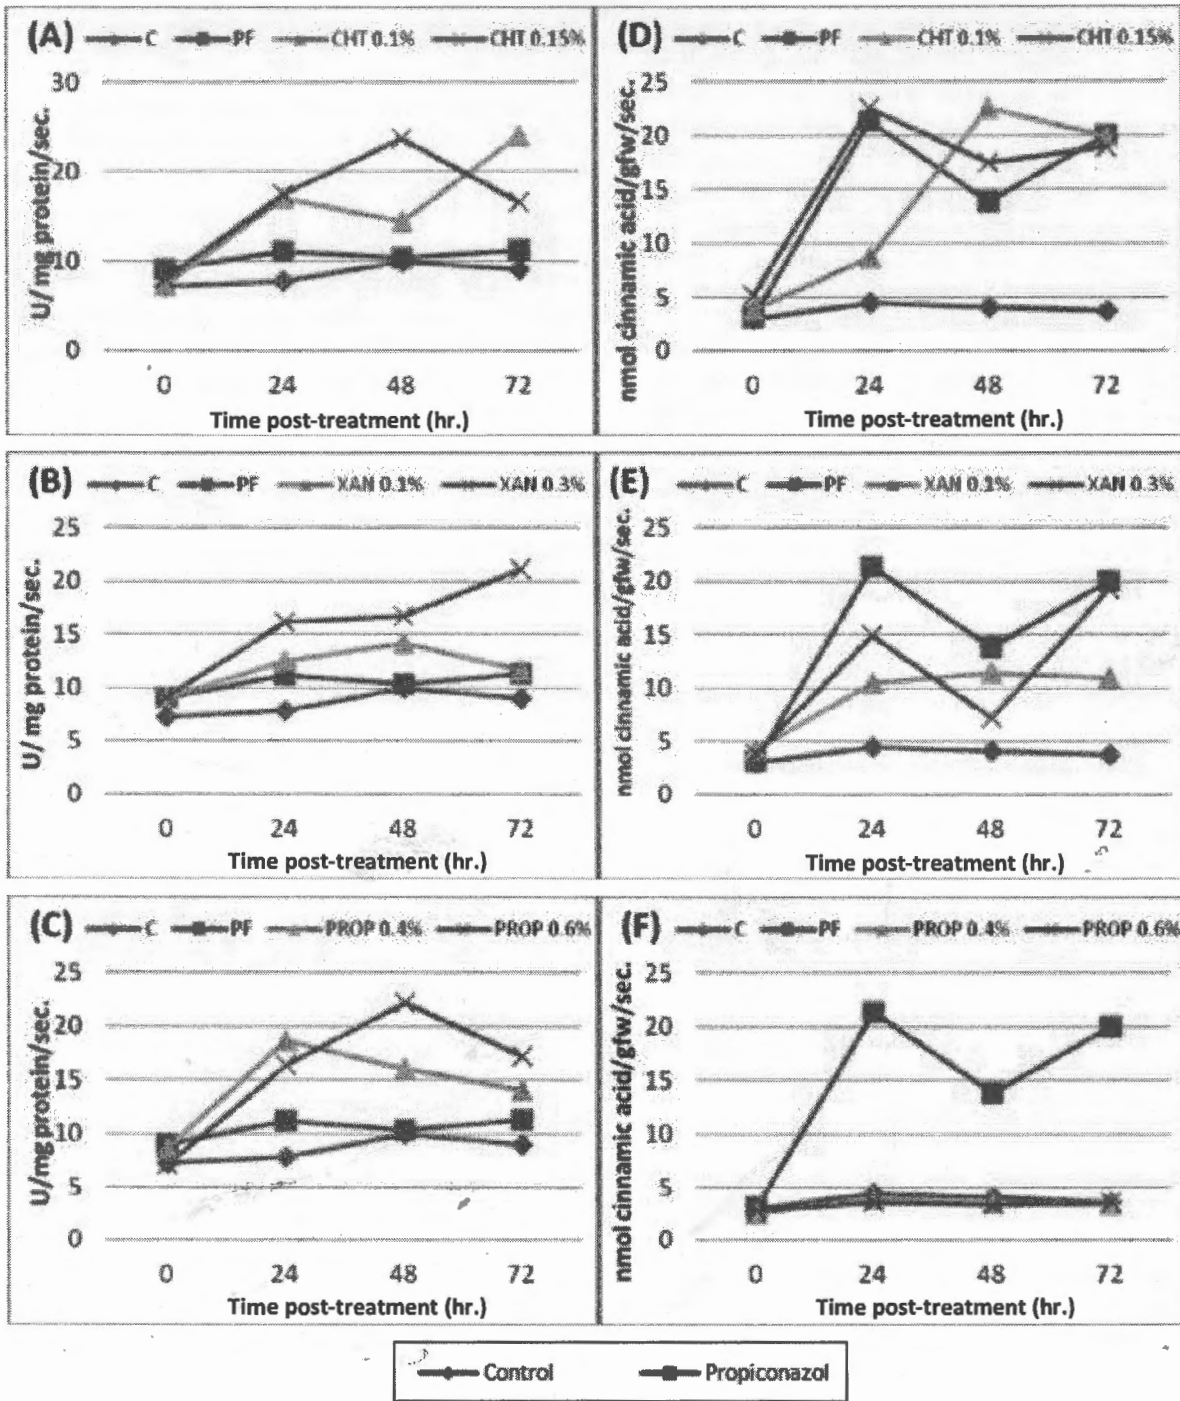 (A) C PF CHT 0.1% CHT 0.15%
30
20
10
0
U/ mg protein/sec.
0 24 48 72
Time post-treatment (hr.)
(D) C PF CHT 0.1% CHT 0.15%
25
20
15
10
5
0
nmol cinnamic acid/gfw/sec.
0 24 48 72
Time post-treatment (hr.)
(B) C PF XAN 0.1% XAN 0.3%
25
20
15
10
5
0
U/ mg protein/sec.
0 24 48 72
Time post-treatment (hr.)
(E) C PF XAN 0.1% XAN 0.3%
25
20
15
10
5
0
nmol cinnamic acid/gfw/sec.
0 24 48 72
Time post-treatment (hr.)
(C) C PF PROP 0.4% PROP 0.6%
25
20
15
10
5
0
U/mg protein/sec.
0 24 48 72
Time post-treatment (hr.)
(F) C PF PROP 0.4% PROP 0.6%
25
20
15
10
5
0
nmol cinnamic acid/gfw/sec.
0 24 48 72
Time post-treatment (hr.)
Control Propiconazol